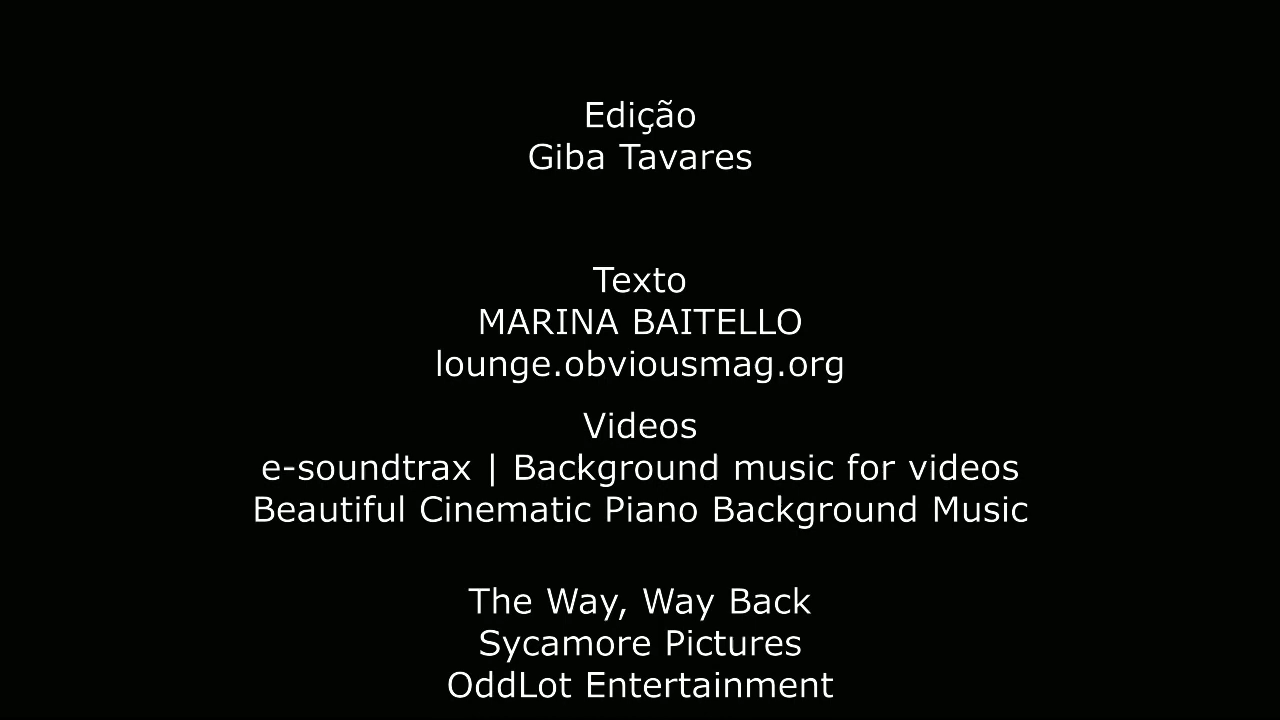 Edição
Giba Tavares
Texto
MARINA BAITELLO
lounge.obviousmag.org
Videos
e-soundtrax | Background music for videos
Beautiful Cinematic Piano Background Music
The Way, Way Back
Sycamore Pictures
OddLot Entertainment